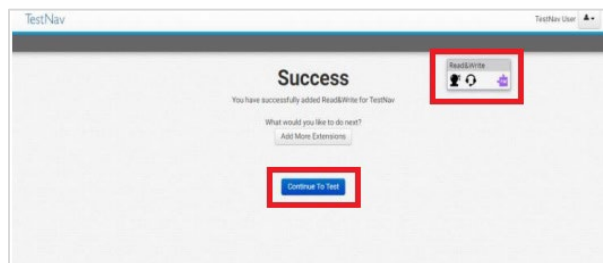 TestNav
TestNav User
Read&Write
Success
You have successfully added Read&Write for TestNav
What would you like to do next?
Add More Extensions
Continue To Test